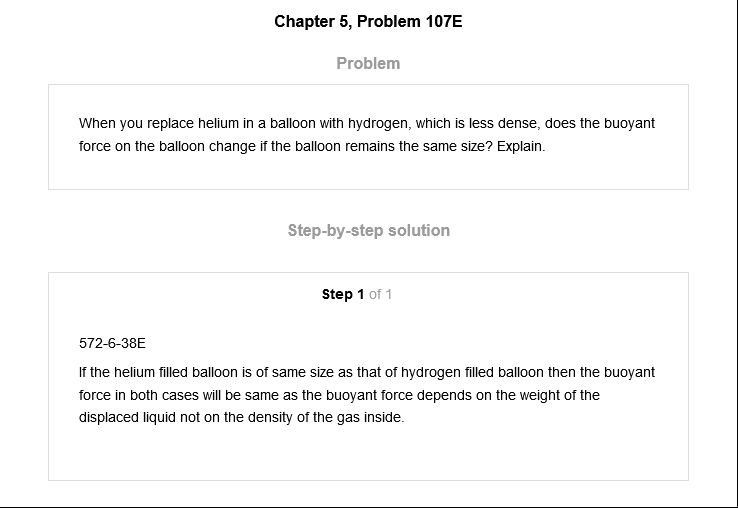 Chapter 5, Problem 107E
Problem
When you replace helium in a balloon with hydrogen, which is less dense, does the buoyant
force on the balloon change if the balloon remains the same size? Explain.
Step-by-step solution
Step 1 of 1
572-6-38E
If the helium filled balloon is of same size as that of hydrogen filled balloon then the buoyant
force in both cases will be same as the buoyant force depends on the weight of the
displaced liquid not on the density of the gas inside.